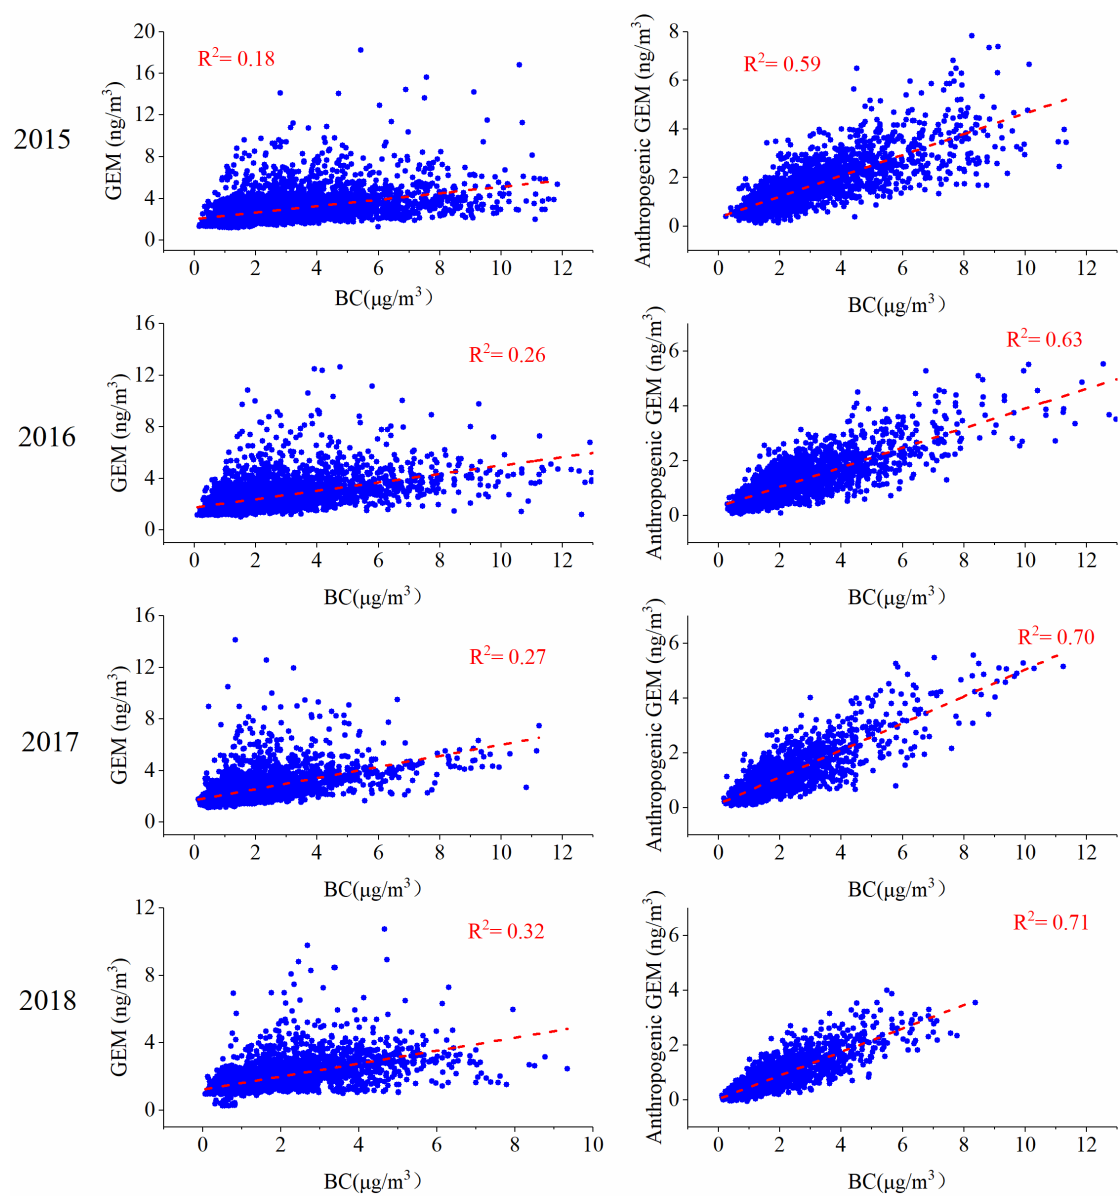 2015
GEM (ng/m³)
20
16
12
8
4
0
R²= 0.18
0 2 4 6 8 10 12
BC(μg/m³)
Anthropogenic GEM (ng/m³)
8
6
4
2
0
R²= 0.59
0 2 4 6 8 10 12
BC(μg/m³)
2016
GEM (ng/m³)
16
12
8
4
0
R²= 0.26
0 2 4 6 8 10 12
BC(μg/m³)
Anthropogenic GEM (ng/m³)
6
4
2
0
R²= 0.63
0 2 4 6 8 10 12
BC(μg/m³)
2017
GEM (ng/m³)
16
12
8
4
0
R²= 0.27
0 2 4 6 8 10 12
BC(μg/m³)
Anthropogenic GEM (ng/m³)
6
4
2
0
R²= 0.70
0 2 4 6 8 10 12
BC(μg/m³)
2018
GEM (ng/m³)
12
8
4
0
R²= 0.32
0 2 4 6 8 10
BC(μg/m³)
Anthropogenic GEM (ng/m³)
6
4
2
0
R²= 0.71
0 2 4 6 8 10 12
BC(μg/m³)